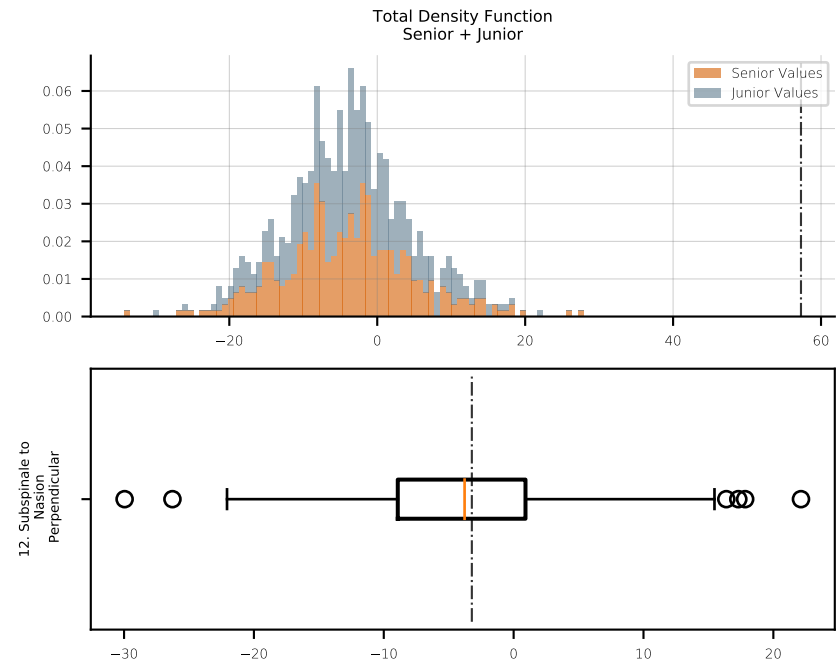 Total Density Function
Senior + Junior
Senior Values
Junior Values
0.06
0.05
0.04
0.03
0.02
0.01
0.00
−20
0
20
40
60
12. Subspinale to
Nasion
Perpendicular
−30
−20
−10
0
10
20